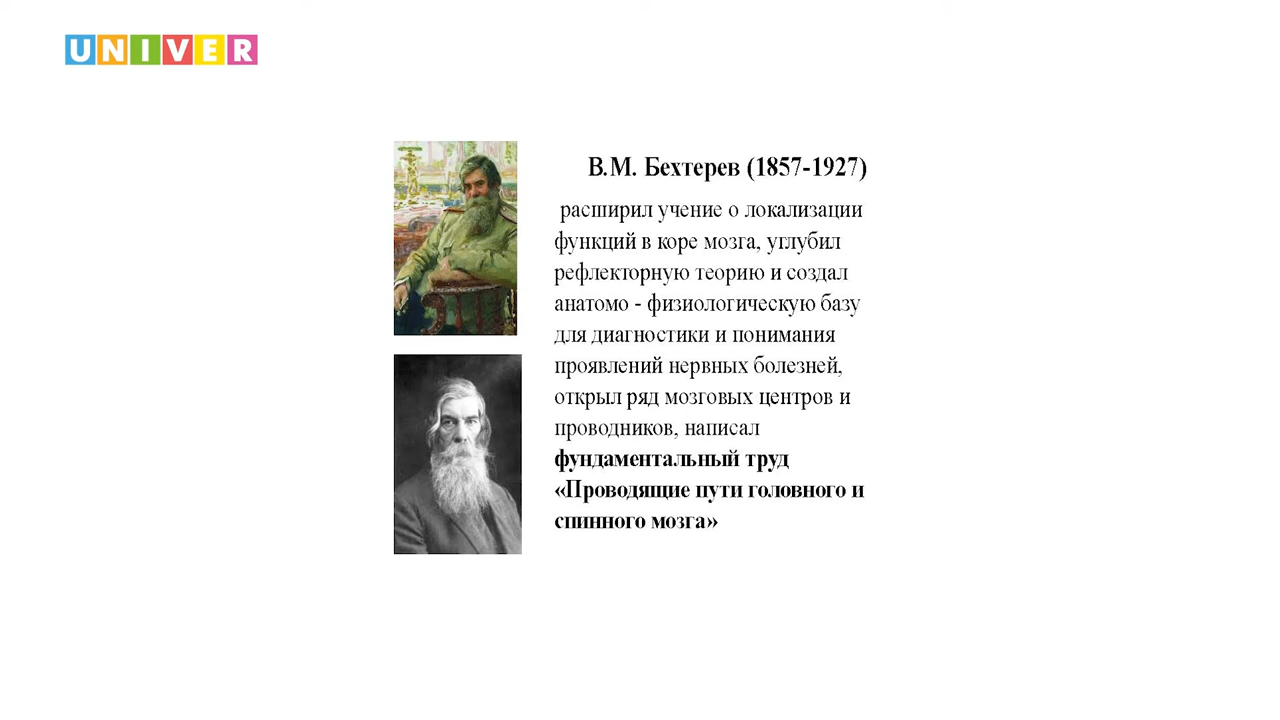 UNIVER
В.М. Бехтерев (1857-1927)
расширил учение о локализации
функций в коре мозга, углубил
рефлекторную теорию и создал
анатомо - физиологическую базу
для диагностики и понимания
проявлений нервных болезней,
открыл ряд мозговых центров и
проводников, написал
фундаментальный труд
«Проводящие пути головного и
спинного мозга»